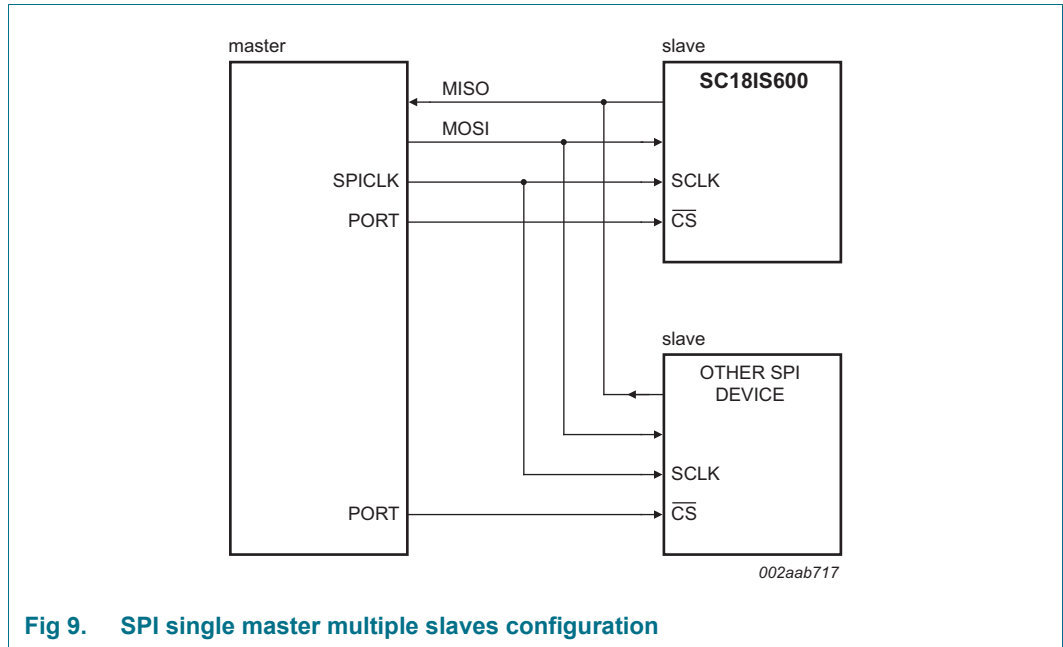 master
slave
SC18IS600
MISO
MOSI
SPICLK
SCLK
PORT
CS
slave
OTHER SPI
DEVICE
SCLK
PORT
CS
002aab717
Fig 9. SPI single master multiple slaves configuration